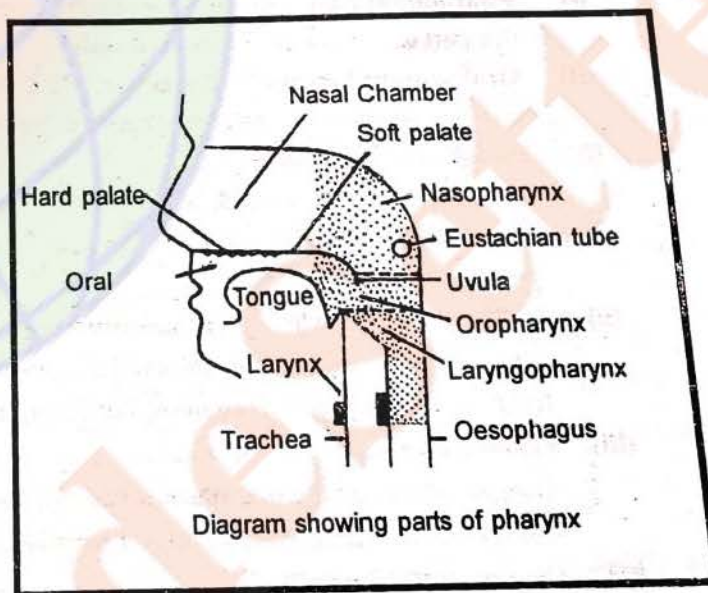 Nasal Chamber
Soft palate
Hard palate
Nasopharynx
Eustachian tube
Oral
Uvula
Tongue
Oropharynx
Larynx
Laryngopharynx
Trachea
Oesophagus
Diagram showing parts of pharynx